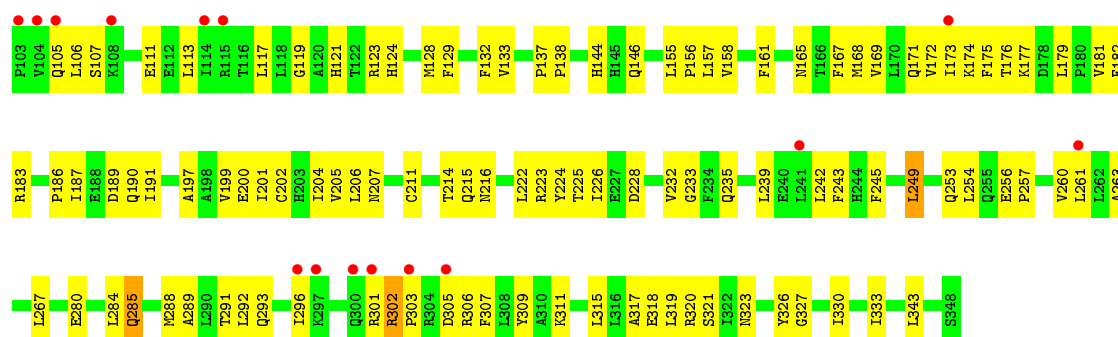 P103 V104 Q105 L106 S107 K108 E111 E112 L113 I114 R115 T116 L117 L118 G119 A120 H121 T122 R123 H124 M128 F129 F132 V133 P137 P138 H144 H145 Q146 L155 P156 L157 V158 F161 N165 T166 F167 M168 V169 L170 Q171 V172 I173 K174 F175 T176 K177 D178 L179 P180 V181
R183 P186 I187 E188 D189 Q190 I191 A197 A198 V199 E200 I201 C202 H203 I204 V205 L206 N207 C211 T214 Q215 N216 L222 R223 Y224 T225 I226 E227 D228 V232 G233 F234 Q235 L239 E240 L241 L242 F243 H244 F245 L249 Q253 L254 Q255 E256 P257 V260 L261 L262
L267 E280 L284 Q285 M288 A289 L290 T291 L292 Q293 I296 K297 Q300 R301 R302 P303 R304 D305 R306 F307 L308 Y309 A310 K311 L315 L316 A317 E318 L319 R320 S321 I322 N323 Y326 G327 I330 I333 L343 S348